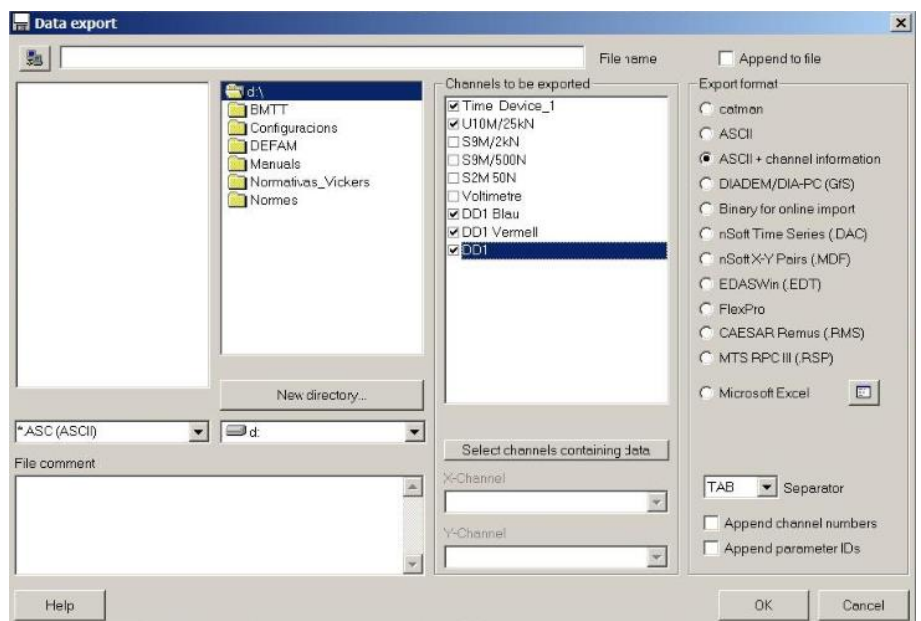 Data export
File name
Append to file
d:\
BMTT
Configuracions
DEFAM
Manuals
Normativas_Vickers
Normes
New directory...
*.ASC (ASCII)
d:
File comment
Channels to be exported
Time Device_1
U10M/25kN
S9M/2kN
S9M/500N
S2M 50N
Voltimetre
DD1 Blau
DD1 Vermell
DD1
Select channels containing data
X-Channel
Y-Channel
Export format
catman
ASCII
ASCII + channel information
DIADEM/DIA-PC (GfS)
Binary for online import
nSoft Time Series (.DAC)
nSoft X-Y Pairs (.MDF)
EDASWin (.EDT)
FlexPro
CAESAR Remus (.RMS)
MTS RPC III (.RSP)
Microsoft Excel
TAB
Separator
Append channel numbers
Append parameter IDs
Help
OK
Cancel